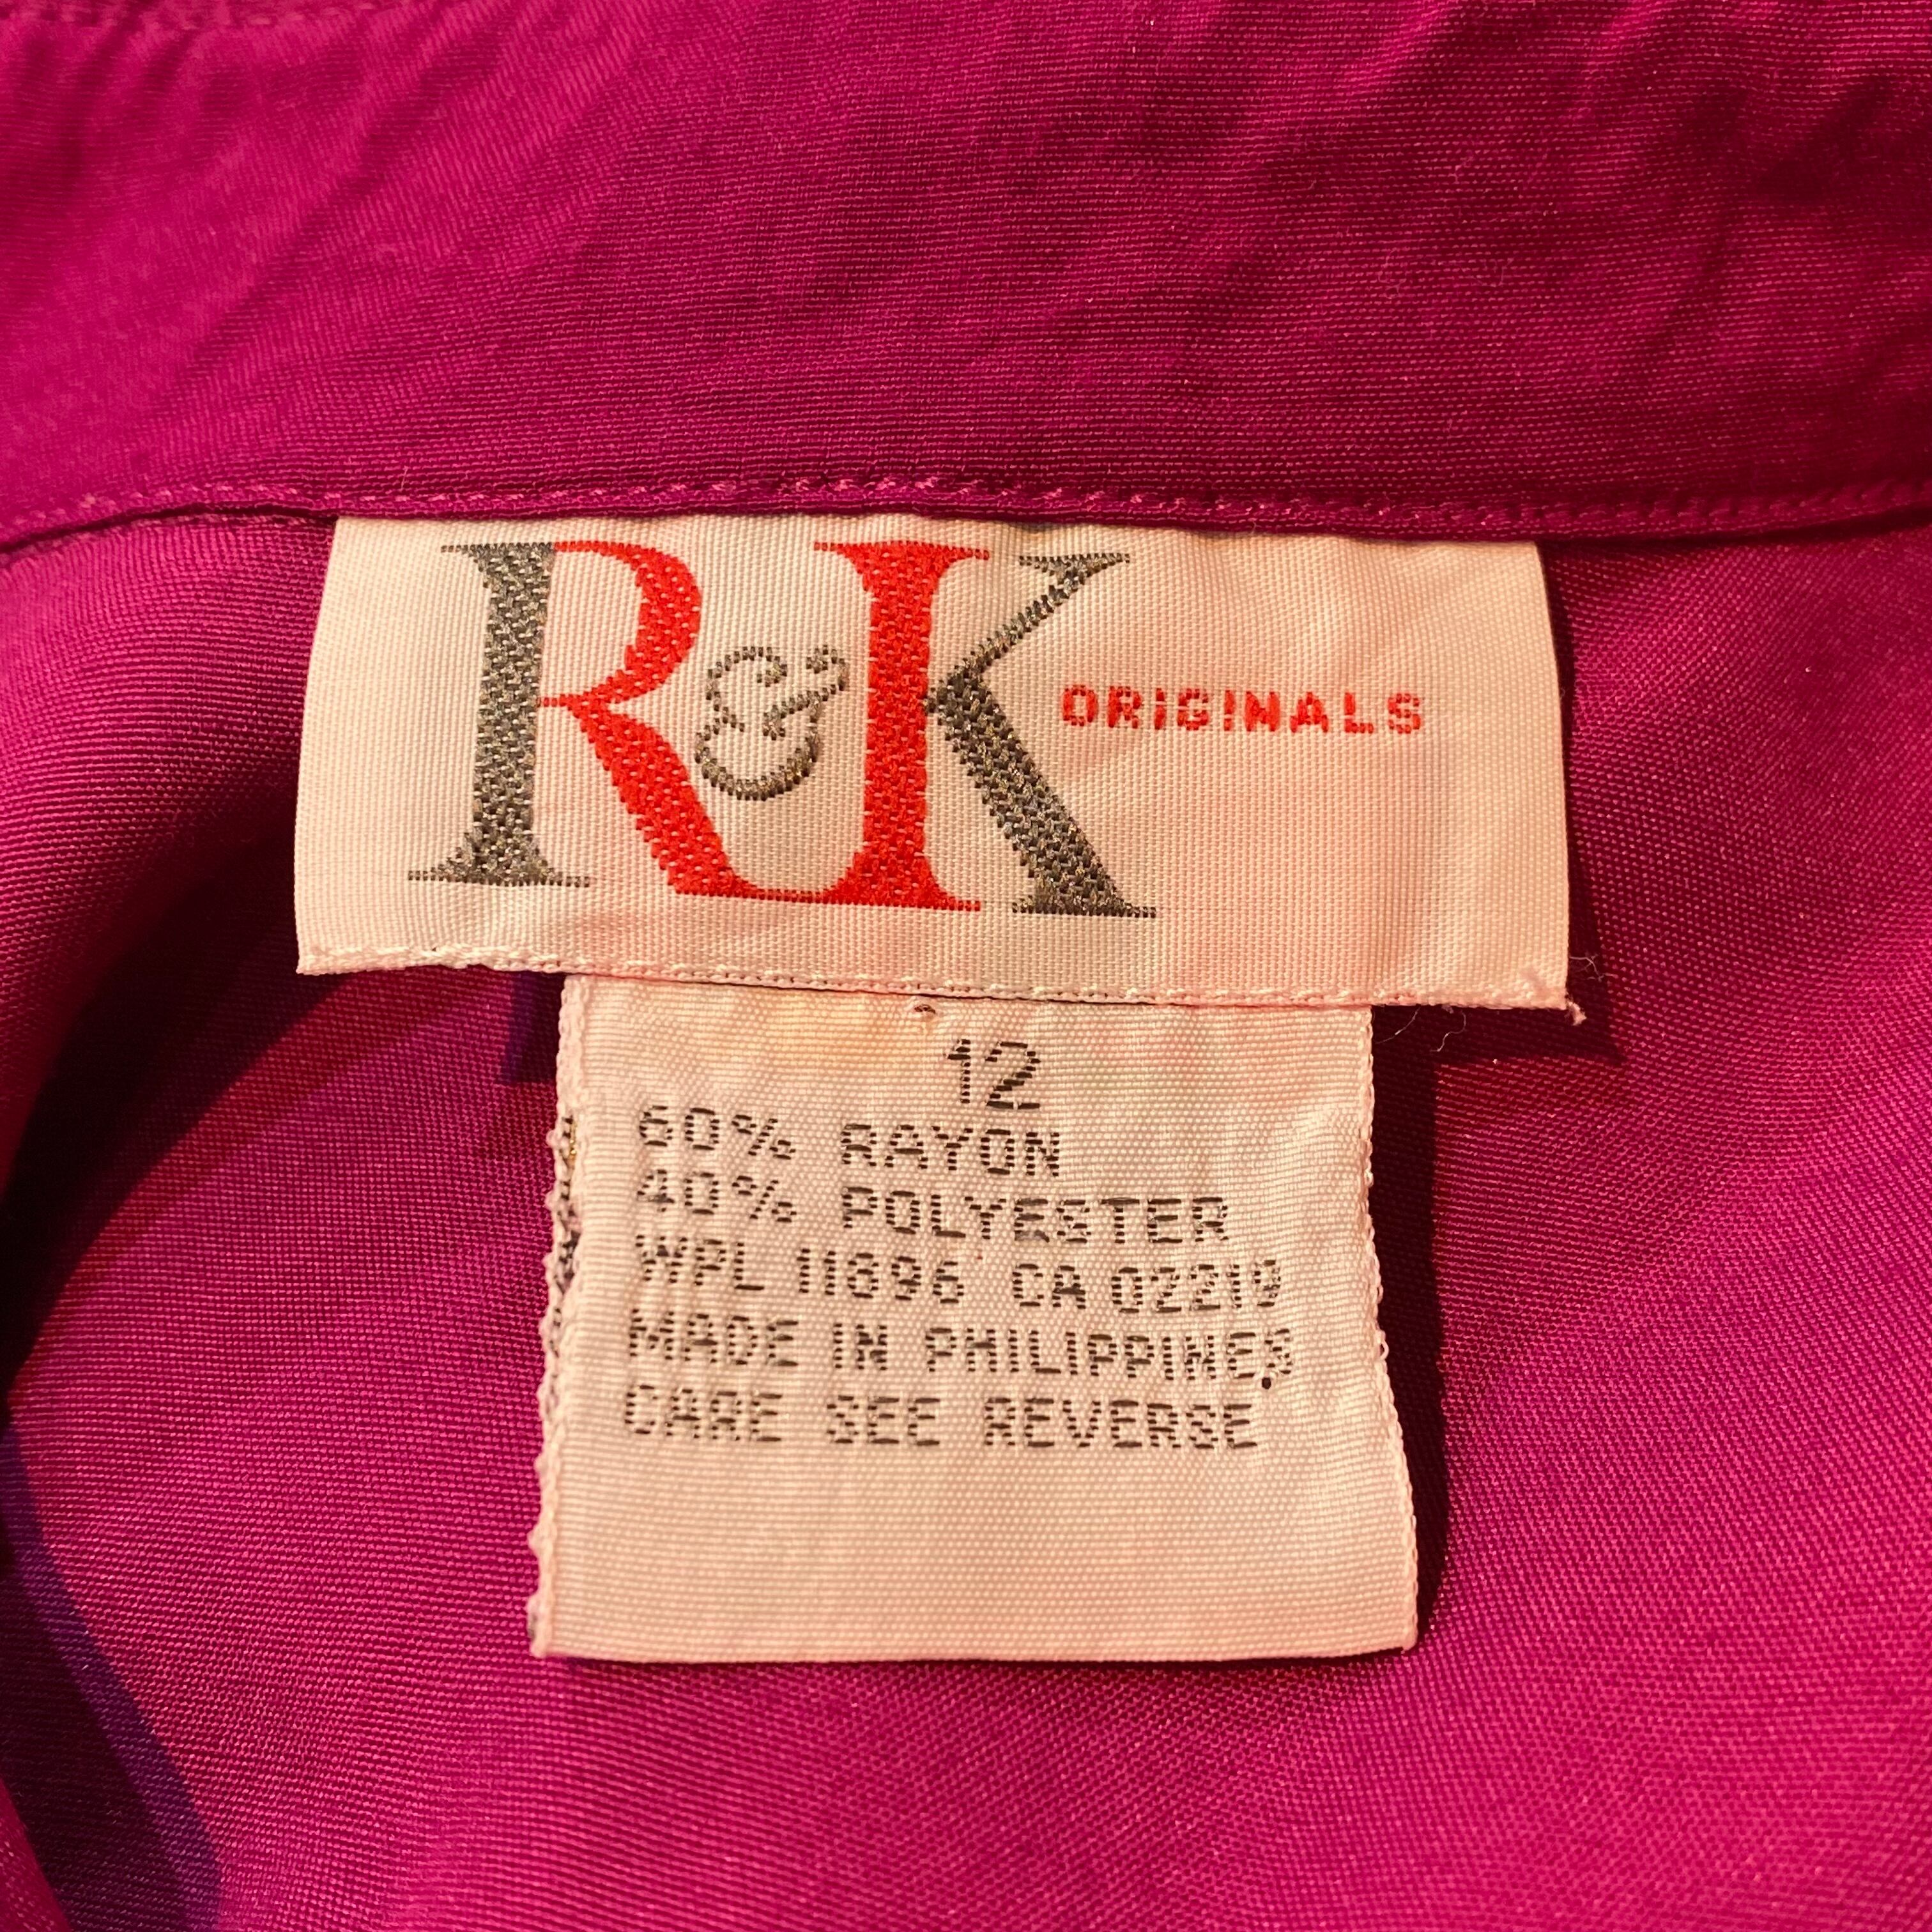 R&K ORIGINALS
12
60% RAYON
40% POLYESTER
WPL 11696 CA 02219
MADE IN PHILIPPINES
CARE SEE REVERSE